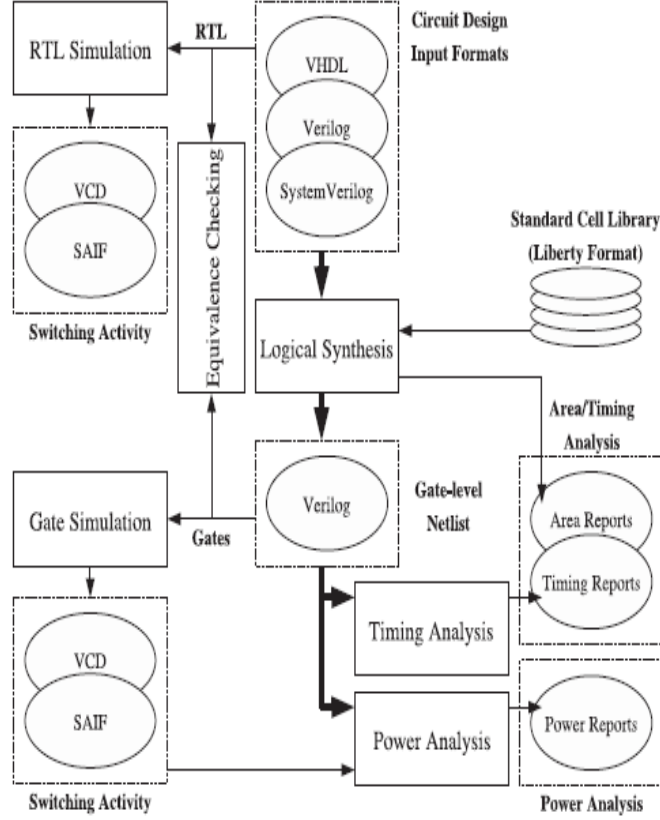 RTL
Circuit Design
Input Formats
RTL Simulation
VHDL
Verilog
SystemVerilog
VCD
SAIF
Switching Activity
Equivalence Checking
Standard Cell Library
(Liberty Format)
Logical Synthesis
Area/Timing
Analysis
Gate-level
Netlist
Verilog
Gate Simulation
Gates
Area Reports
Timing Reports
Timing Analysis
VCD
SAIF
Switching Activity
Power Analysis
Power Reports
Power Analysis